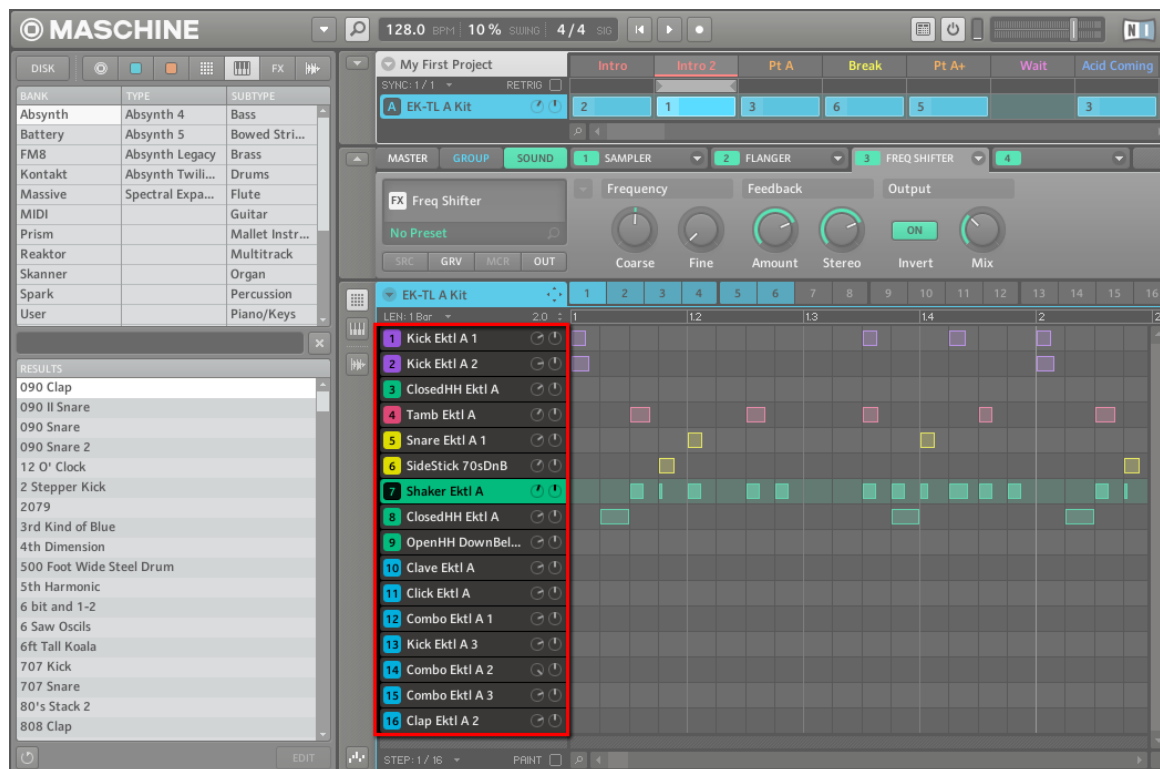 MASCHINE
128.0 BPM 10 % SWING 4 / 4 SIG
NI
DISK FX
BANK TYPE SUBTYPE
Absynth Absynth 4 Bass
Battery Absynth 5 Bowed Stri...
FM8 Absynth Legacy Brass
Kontakt Absynth Twili... Drums
Massive Spectral Expa... Flute
MIDI Guitar
Prism Mallet Instr...
Reaktor Multitrack
Skanner Organ
Spark Percussion
User Piano/Keys
RESULTS
090 Clap
090 II Snare
090 Snare
090 Snare 2
12 O' Clock
2 Stepper Kick
2079
3rd Kind of Blue
4th Dimension
500 Foot Wide Steel Drum
5th Harmonic
6 bit and 1-2
6 Saw Oscils
6ft Tall Koala
707 Kick
707 Snare
80's Stack 2
808 Clap
EDIT
My First Project Intro Intro 2 Pt A Break Pt A+ Wait Acid Coming
SYNC: 1 / 1 RETRIG
A EK-TL A Kit 2 1 3 6 5 3
MASTER GROUP SOUND 1 SAMPLER 2 FLANGER 3 FREQ SHIFTER 4
FX Freq Shifter
No Preset
SRC GRV MCR OUT
Frequency Feedback Output
ON
Coarse Fine Amount Stereo Invert Mix
EK-TL A Kit 1 2 3 4 5 6 7 8 9 10 11 12 13 14 15 16
LEN: 1 Bar 2.0 1 1.2 1.3 1.4 2 2
1 Kick Ektl A 1
2 Kick Ektl A 2
3 ClosedHH Ektl A
4 Tamb Ektl A
5 Snare Ektl A 1
6 SideStick 70sDnB
7 Shaker Ektl A
8 ClosedHH Ektl A
9 OpenHH DownBel...
10 Clave Ektl A
11 Click Ektl A
12 Combo Ektl A 1
13 Kick Ektl A 3
14 Combo Ektl A 2
15 Combo Ektl A 3
16 Clap Ektl A 2
STEP: 1 / 16 PAINT